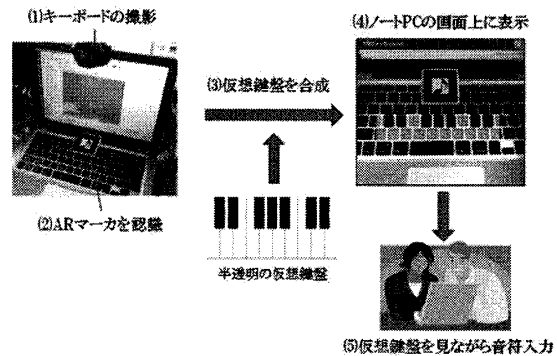 (1)キーボードの撮影
(4)ノートPCの画面上に表示
(3)仮想鍵盤を合成
(2)ARマーカを認識
半透明の仮想鍵盤
(5)仮想鍵盤を見ながら音符入力